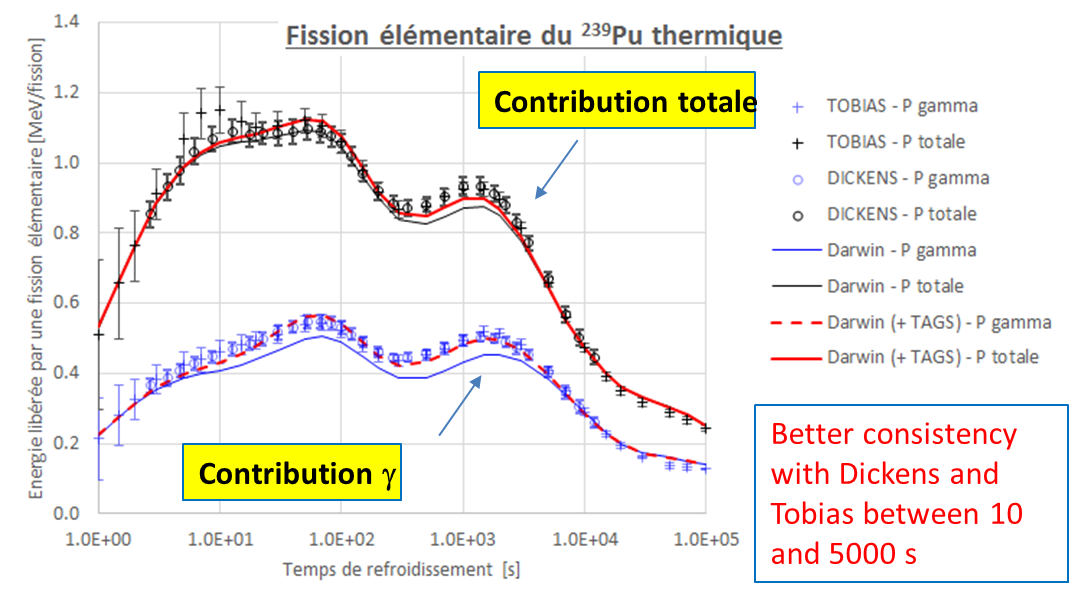 Fission élémentaire du ²³⁹Pu thermique
Energie libérée par une fission élémentaire [MeV/fission]
1.4
1.2
1.0
0.8
0.6
0.4
0.2
0.0
1.0E+00
1.0E+01
1.0E+02
1.0E+03
1.0E+04
1.0E+05
Temps de refroidissement [s]
Contribution totale
Contribution γ
TOBIAS - P gamma
TOBIAS - P totale
DICKENS - P gamma
DICKENS - P totale
Darwin - P gamma
Darwin - P totale
Darwin (+ TAGS) - P gamma
Darwin (+ TAGS) - P totale
Better consistency
with Dickens and
Tobias between 10
and 5000 s